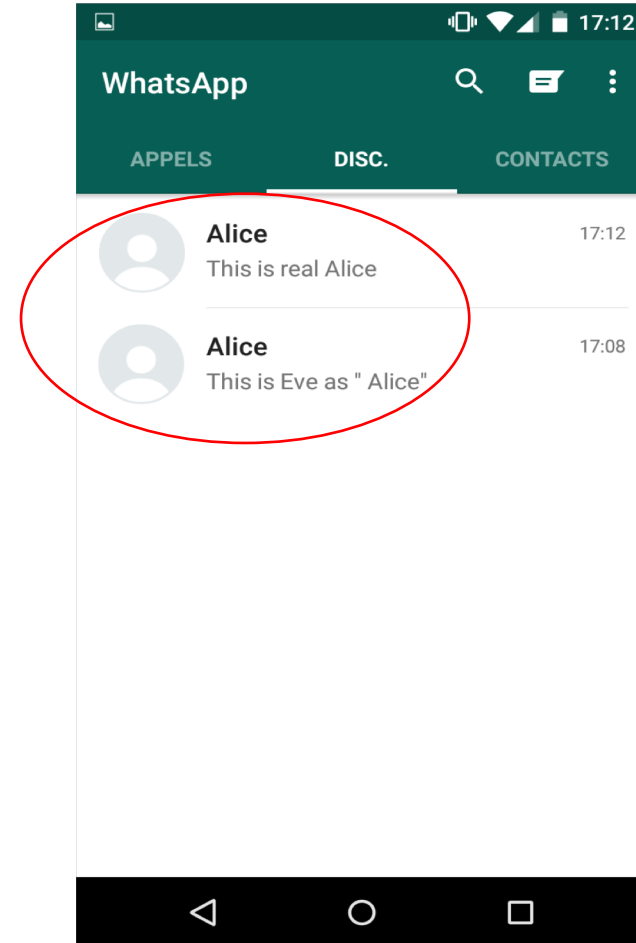 17:12
WhatsApp
APPELS DISC. CONTACTS
Alice 17:12
This is real Alice
Alice 17:08
This is Eve as " Alice"